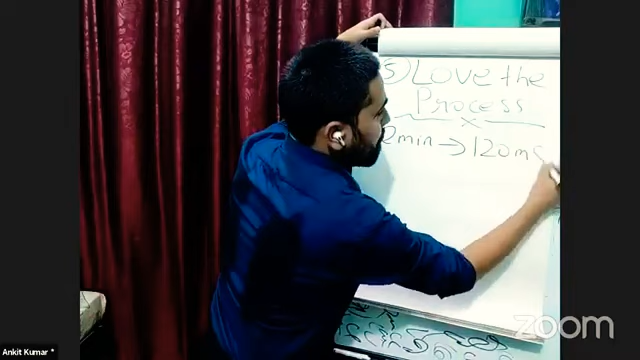 5) Love the
Process
2min → 120ms
zoom
Ankit Kumar *